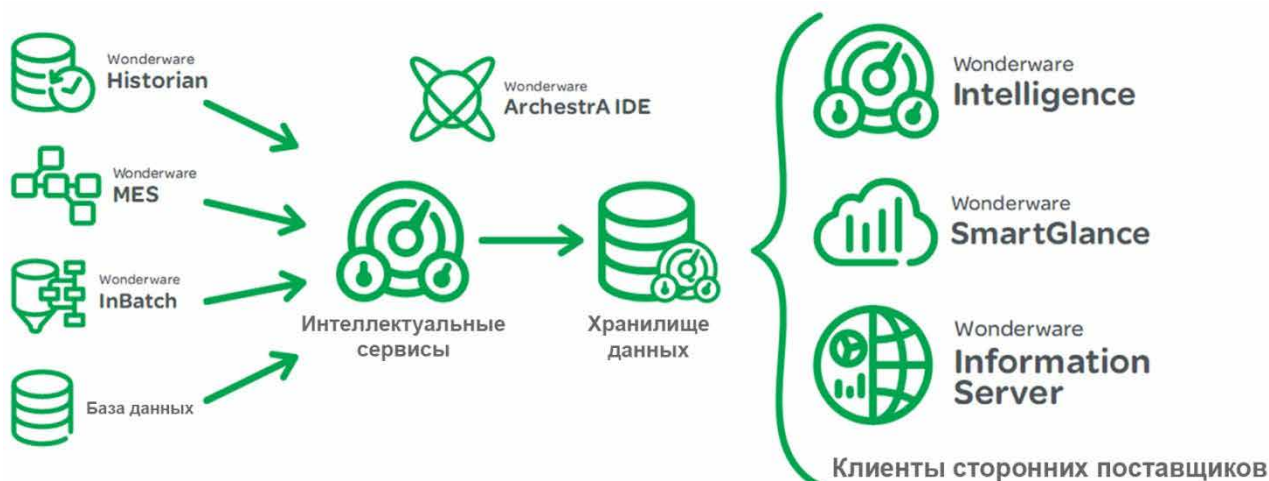 Wonderware
Historian
Wonderware
MES
Wonderware
InBatch
База данных
Wonderware
ArchestrA IDE
Интеллектуальные
сервисы
Хранилище
данных
Wonderware
Intelligence
Wonderware
SmartGlance
Wonderware
Information
Server
Клиенты сторонних поставщиков